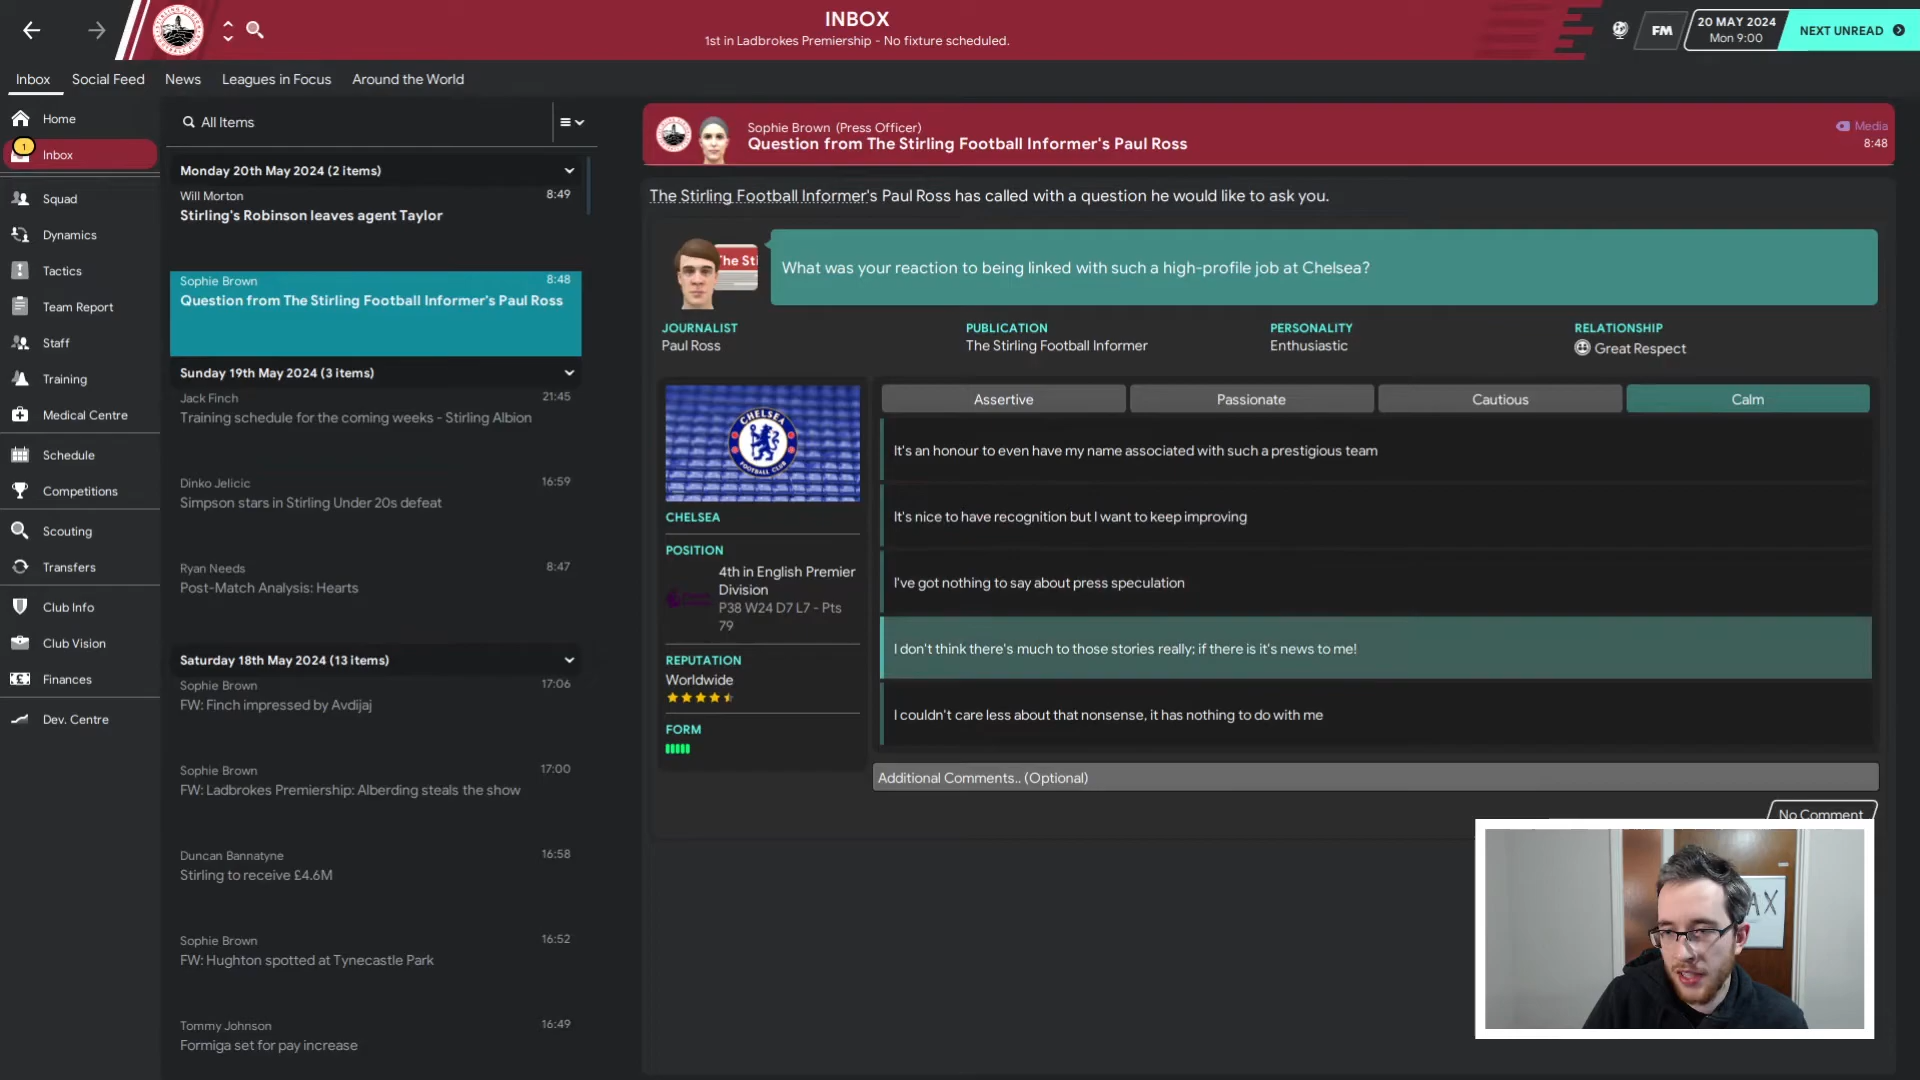 INBOX
1st in Ladbrokes Premiership - No fixture scheduled.
FM
20 MAY 2024
Mon 9:00
NEXT UNREAD
Inbox
Social Feed
News
Leagues in Focus
Around the World
Home
1
Inbox
Squad
Dynamics
Tactics
Team Report
Staff
Training
Medical Centre
Schedule
Competitions
Scouting
Transfers
Club Info
Club Vision
Finances
Dev. Centre
All Items
Monday 20th May 2024 (2 items)
Will Morton
8:49
Stirling's Robinson leaves agent Taylor
Sophie Brown
8:48
Question from The Stirling Football Informer's Paul Ross
Sunday 19th May 2024 (3 items)
Jack Finch
21:45
Training schedule for the coming weeks - Stirling Albion
Dinko Jelicic
16:59
Simpson stars in Stirling Under 20s defeat
Ryan Needs
8:47
Post-Match Analysis: Hearts
Saturday 18th May 2024 (13 items)
Sophie Brown
17:06
FW: Finch impressed by Avdijaj
Sophie Brown
17:00
FW: Ladbrokes Premiership: Alberding steals the show
Duncan Bannatyne
16:58
Stirling to receive £4.6M
Sophie Brown
16:52
FW: Hughton spotted at Tynecastle Park
Tommy Johnson
16:49
Formiga set for pay increase
Sophie Brown (Press Officer)
Question from The Stirling Football Informer's Paul Ross
Media
8:48
The Stirling Football Informer's Paul Ross has called with a question he would like to ask you.
What was your reaction to being linked with such a high-profile job at Chelsea?
JOURNALIST
Paul Ross
PUBLICATION
The Stirling Football Informer
PERSONALITY
Enthusiastic
RELATIONSHIP
Great Respect
CHELSEA
FOOTBALL CLUB
CHELSEA
POSITION
4th in English Premier
Division
P38 W24 D7 L7 - Pts
79
REPUTATION
Worldwide
FORM
Assertive
Passionate
Cautious
Calm
It's an honour to even have my name associated with such a prestigious team
It's nice to have recognition but I want to keep improving
I've got nothing to say about press speculation
I don't think there's much to those stories really; if there is it's news to me!
I couldn't care less about that nonsense, it has nothing to do with me
Additional Comments.. (Optional)
No Comment